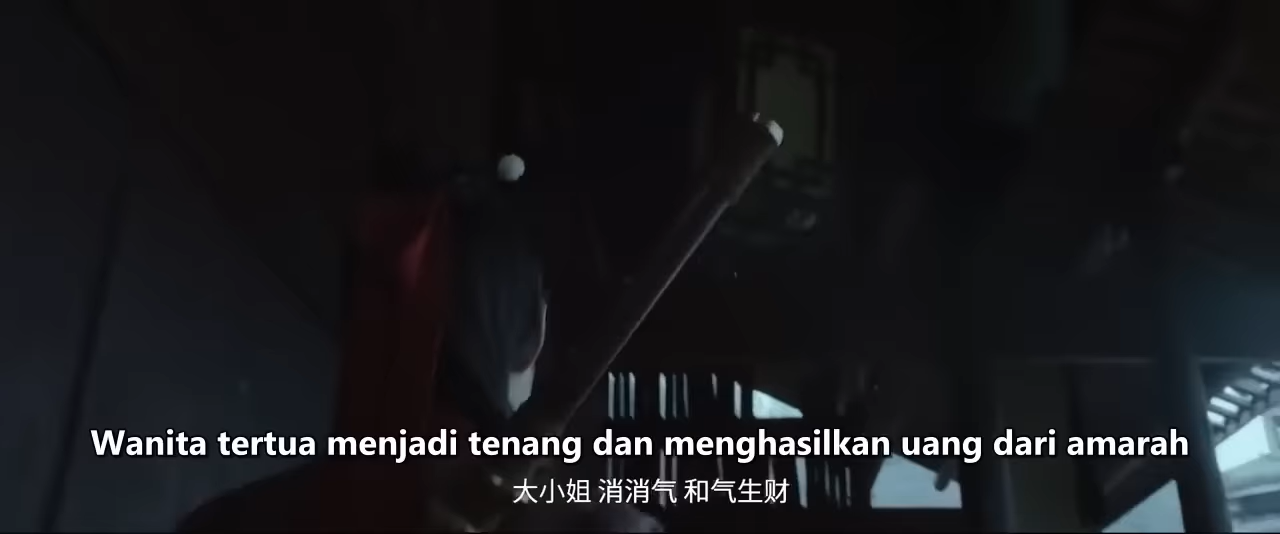 Wanita tertua menjadi tenang dan menghasilkan uang dari amarah
大小姐 消消气 和气生财